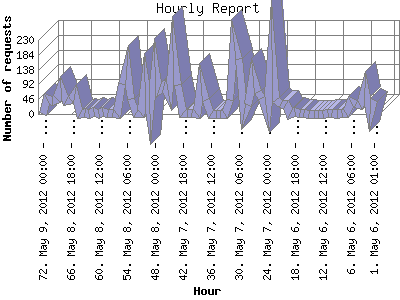 Hourly Report
Number of requests
230
184
138
92
46
0
72. May 9, 2012 00:00 - ...
66. May 8, 2012 18:00 - ...
60. May 8, 2012 12:00 - ...
54. May 8, 2012 06:00 - ...
48. May 8, 2012 00:00 - ...
42. May 7, 2012 18:00 - ...
36. May 7, 2012 12:00 - ...
30. May 7, 2012 06:00 - ...
24. May 7, 2012 00:00 - ...
18. May 6, 2012 18:00 - ...
12. May 6, 2012 12:00 - ...
6. May 6, 2012 06:00 - ...
1. May 6, 2012 01:00 - ...
Hour